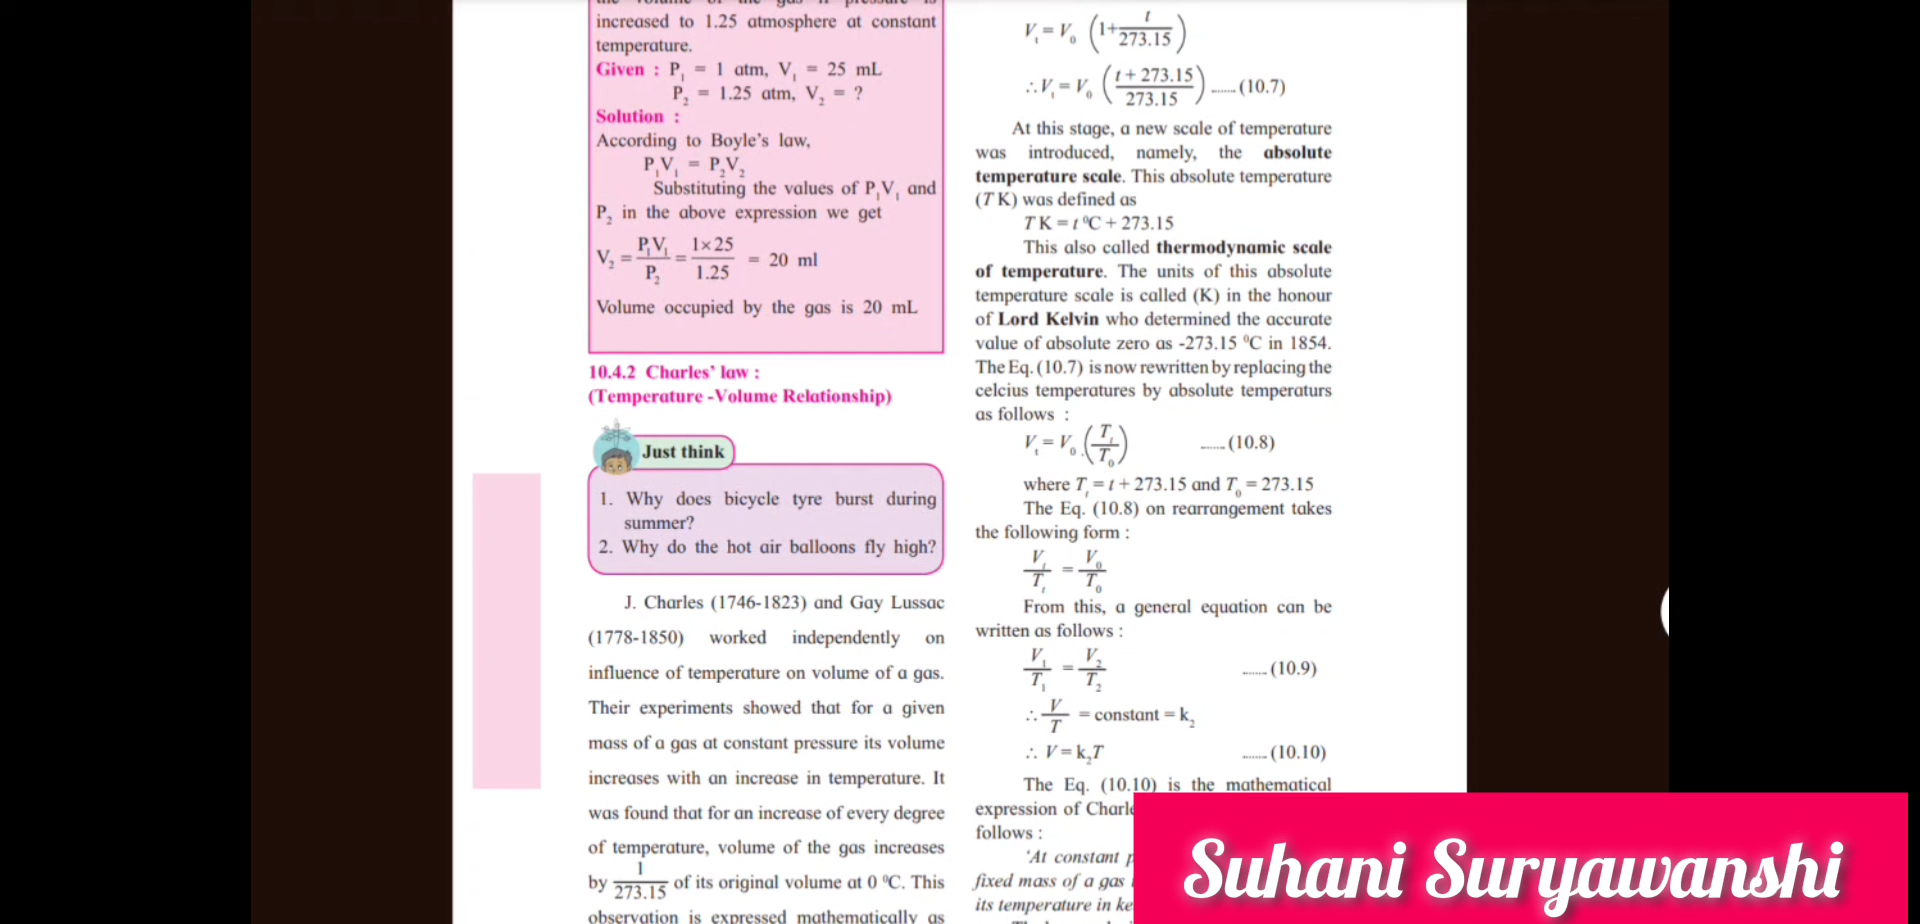 the volume of the gas if pressure is
increased to 1.25 atmosphere at constant
temperature.
Given : P₁ = 1 atm, V₁ = 25 mL
P₂ = 1.25 atm, V₂ = ?
Solution :
According to Boyle's law,
P₁V₁ = P₂V₂
Substituting the values of P₁V₁ and
P₂ in the above expression we get
V₂ = P₁V₁/P₂ = 1×25/1.25 = 20 ml
Volume occupied by the gas is 20 mL
10.4.2 Charles' law :
(Temperature -Volume Relationship)
Just think
1. Why does bicycle tyre burst during
summer?
2. Why do the hot air balloons fly high?
J. Charles (1746-1823) and Gay Lussac
(1778-1850) worked independently on
influence of temperature on volume of a gas.
Their experiments showed that for a given
mass of a gas at constant pressure its volume
increases with an increase in temperature. It
was found that for an increase of every degree
of temperature, volume of the gas increases
by 1/273.15 of its original volume at 0 ⁰C. This
observation is expressed mathematically as
Vₜ = V₀ (1+ t/273.15)
∴ Vₜ = V₀ (t + 273.15/273.15) ......(10.7)
At this stage, a new scale of temperature
was introduced, namely, the absolute
temperature scale. This absolute temperature
(T K) was defined as
T K = t ⁰C + 273.15
This also called thermodynamic scale
of temperature. The units of this absolute
temperature scale is called (K) in the honour
of Lord Kelvin who determined the accurate
value of absolute zero as -273.15 ⁰C in 1854.
The Eq. (10.7) is now rewritten by replacing the
celcius temperatures by absolute temperaturs
as follows :
Vₜ = V₀ (Tₜ/T₀) ......(10.8)
where Tₜ = t + 273.15 and T₀ = 273.15
The Eq. (10.8) on rearrangement takes
the following form :
Vₜ/Tₜ = V₀/T₀
From this, a general equation can be
written as follows :
V₁/T₁ = V₂/T₂ ......(10.9)
∴ V/T = constant = k₂
∴ V = k₂T ......(10.10)
The Eq. (10.10) is the mathematical
expression of Charle
follows :
'At constant p
fixed mass of a gas
its temperature in ke
Suhani Suryawanshi